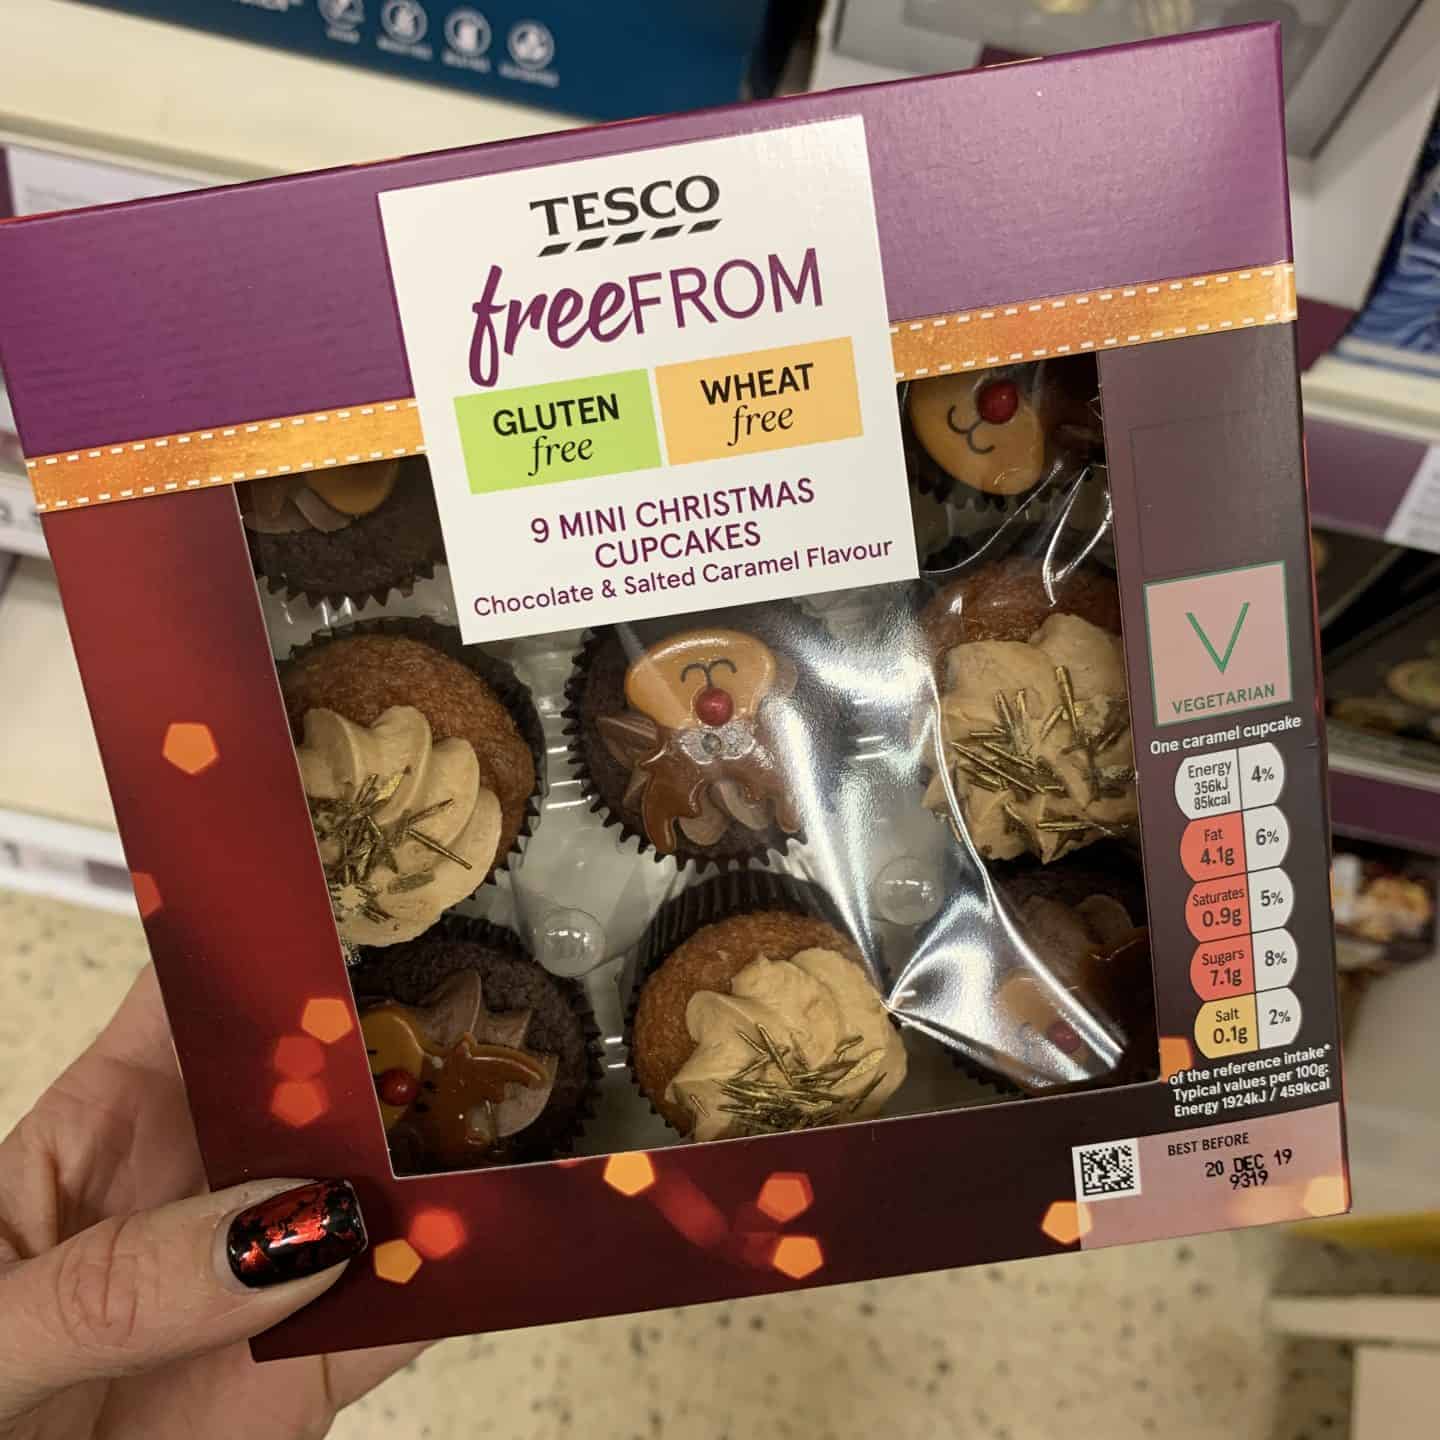 TESCO
freeFROM
GLUTEN
free
WHEAT
free
9 MINI CHRISTMAS
CUPCAKES
Chocolate & Salted Caramel Flavour
V
VEGETARIAN
One caramel cupcake
Energy
356kJ
85kcal
4%
Fat
4.1g
6%
Saturates
0.9g
5%
Sugars
7.1g
8%
Salt
0.1g
2%
of the reference intake*
Typical values per 100g:
Energy 1924kJ / 459kcal
BEST BEFORE
20 DEC 19
9319